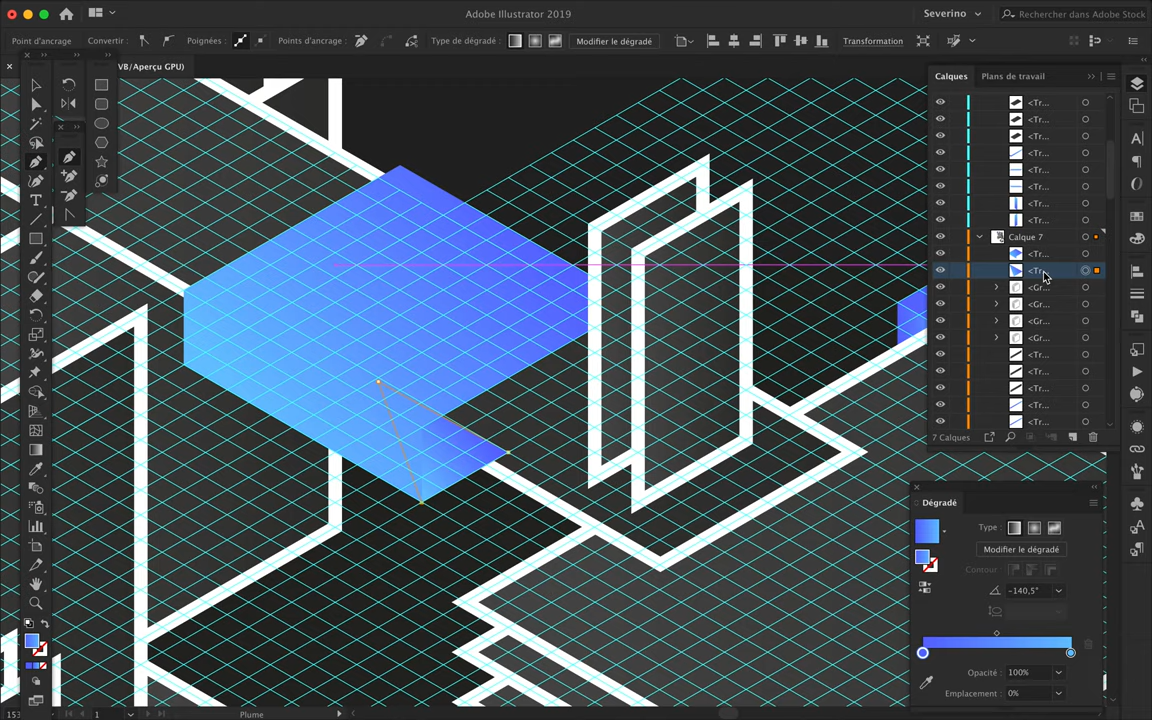 Adobe Illustrator 2019
Severino
Rechercher dans Adobe Stock
Point d'ancrage
Convertir :
Poignées :
Points d'ancrage :
Type de dégradé :
Modifier le dégradé
Transformation
VB/Aperçu GPU)
Calques
Plans de travail
<Tr...
<Tr...
<Tr...
<Tr...
<Tr...
<Tr...
<Tr...
<Tr...
Calque 7
<Tr...
<Tr...
<Gr...
<Gr...
<Gr...
<Gr...
<Tr...
<Tr...
<Tr...
<Tr...
<Tr...
7 Calques
Dégradé
Type :
Modifier le dégradé
Contour :
-140,5°
Opacité :
100%
Emplacement :
0%
1
Plume